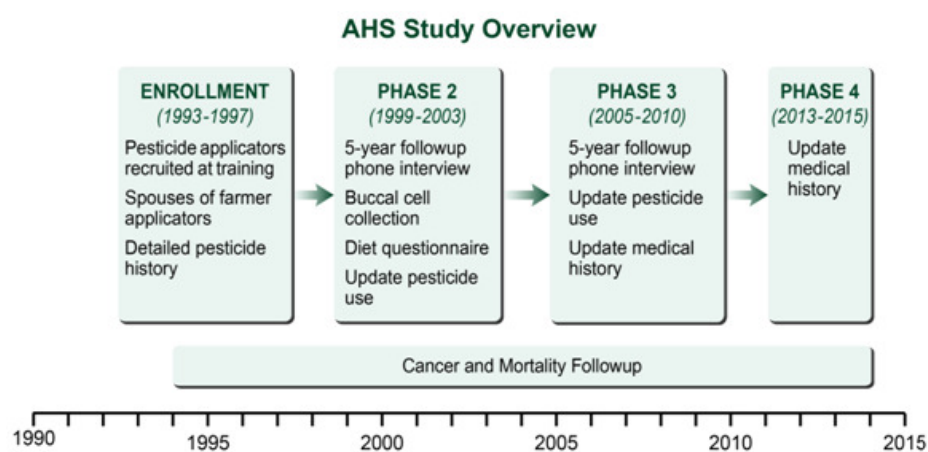 AHS Study Overview
ENROLLMENT
(1993-1997)
Pesticide applicators
recruited at training
Spouses of farmer
applicators
Detailed pesticide
history
PHASE 2
(1999-2003)
5-year followup
phone interview
Buccal cell
collection
Diet questionnaire
Update pesticide
use
PHASE 3
(2005-2010)
5-year followup
phone interview
Update pesticide
use
Update medical
history
PHASE 4
(2013-2015)
Update
medical
history
Cancer and Mortality Followup
1990 1995 2000 2005 2010 2015